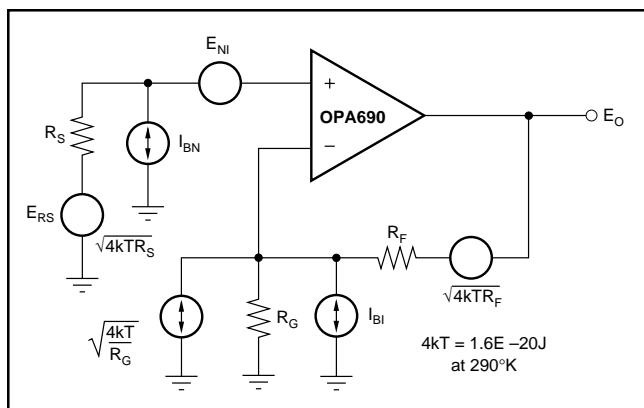 E_NI
+
OPA690
−
E_O
R_S
I_BN
E_RS
√4kTR_S
R_F
√4kTR_F
√4kT/R_G
R_G
I_BI
4kT = 1.6E –20J
at 290°K